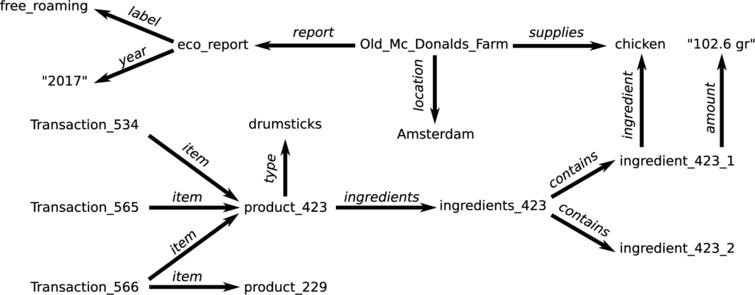 free_roaming
label
eco_report
report
Old_Mc_Donalds_Farm
supplies
chicken
"102.6 gr"
year
"2017"
location
Amsterdam
ingredient
amount
Transaction_534
drumsticks
item
type
contains
ingredient_423_1
Transaction_565
item
product_423
ingredients
ingredients_423
item
contains
ingredient_423_2
Transaction_566
item
product_229